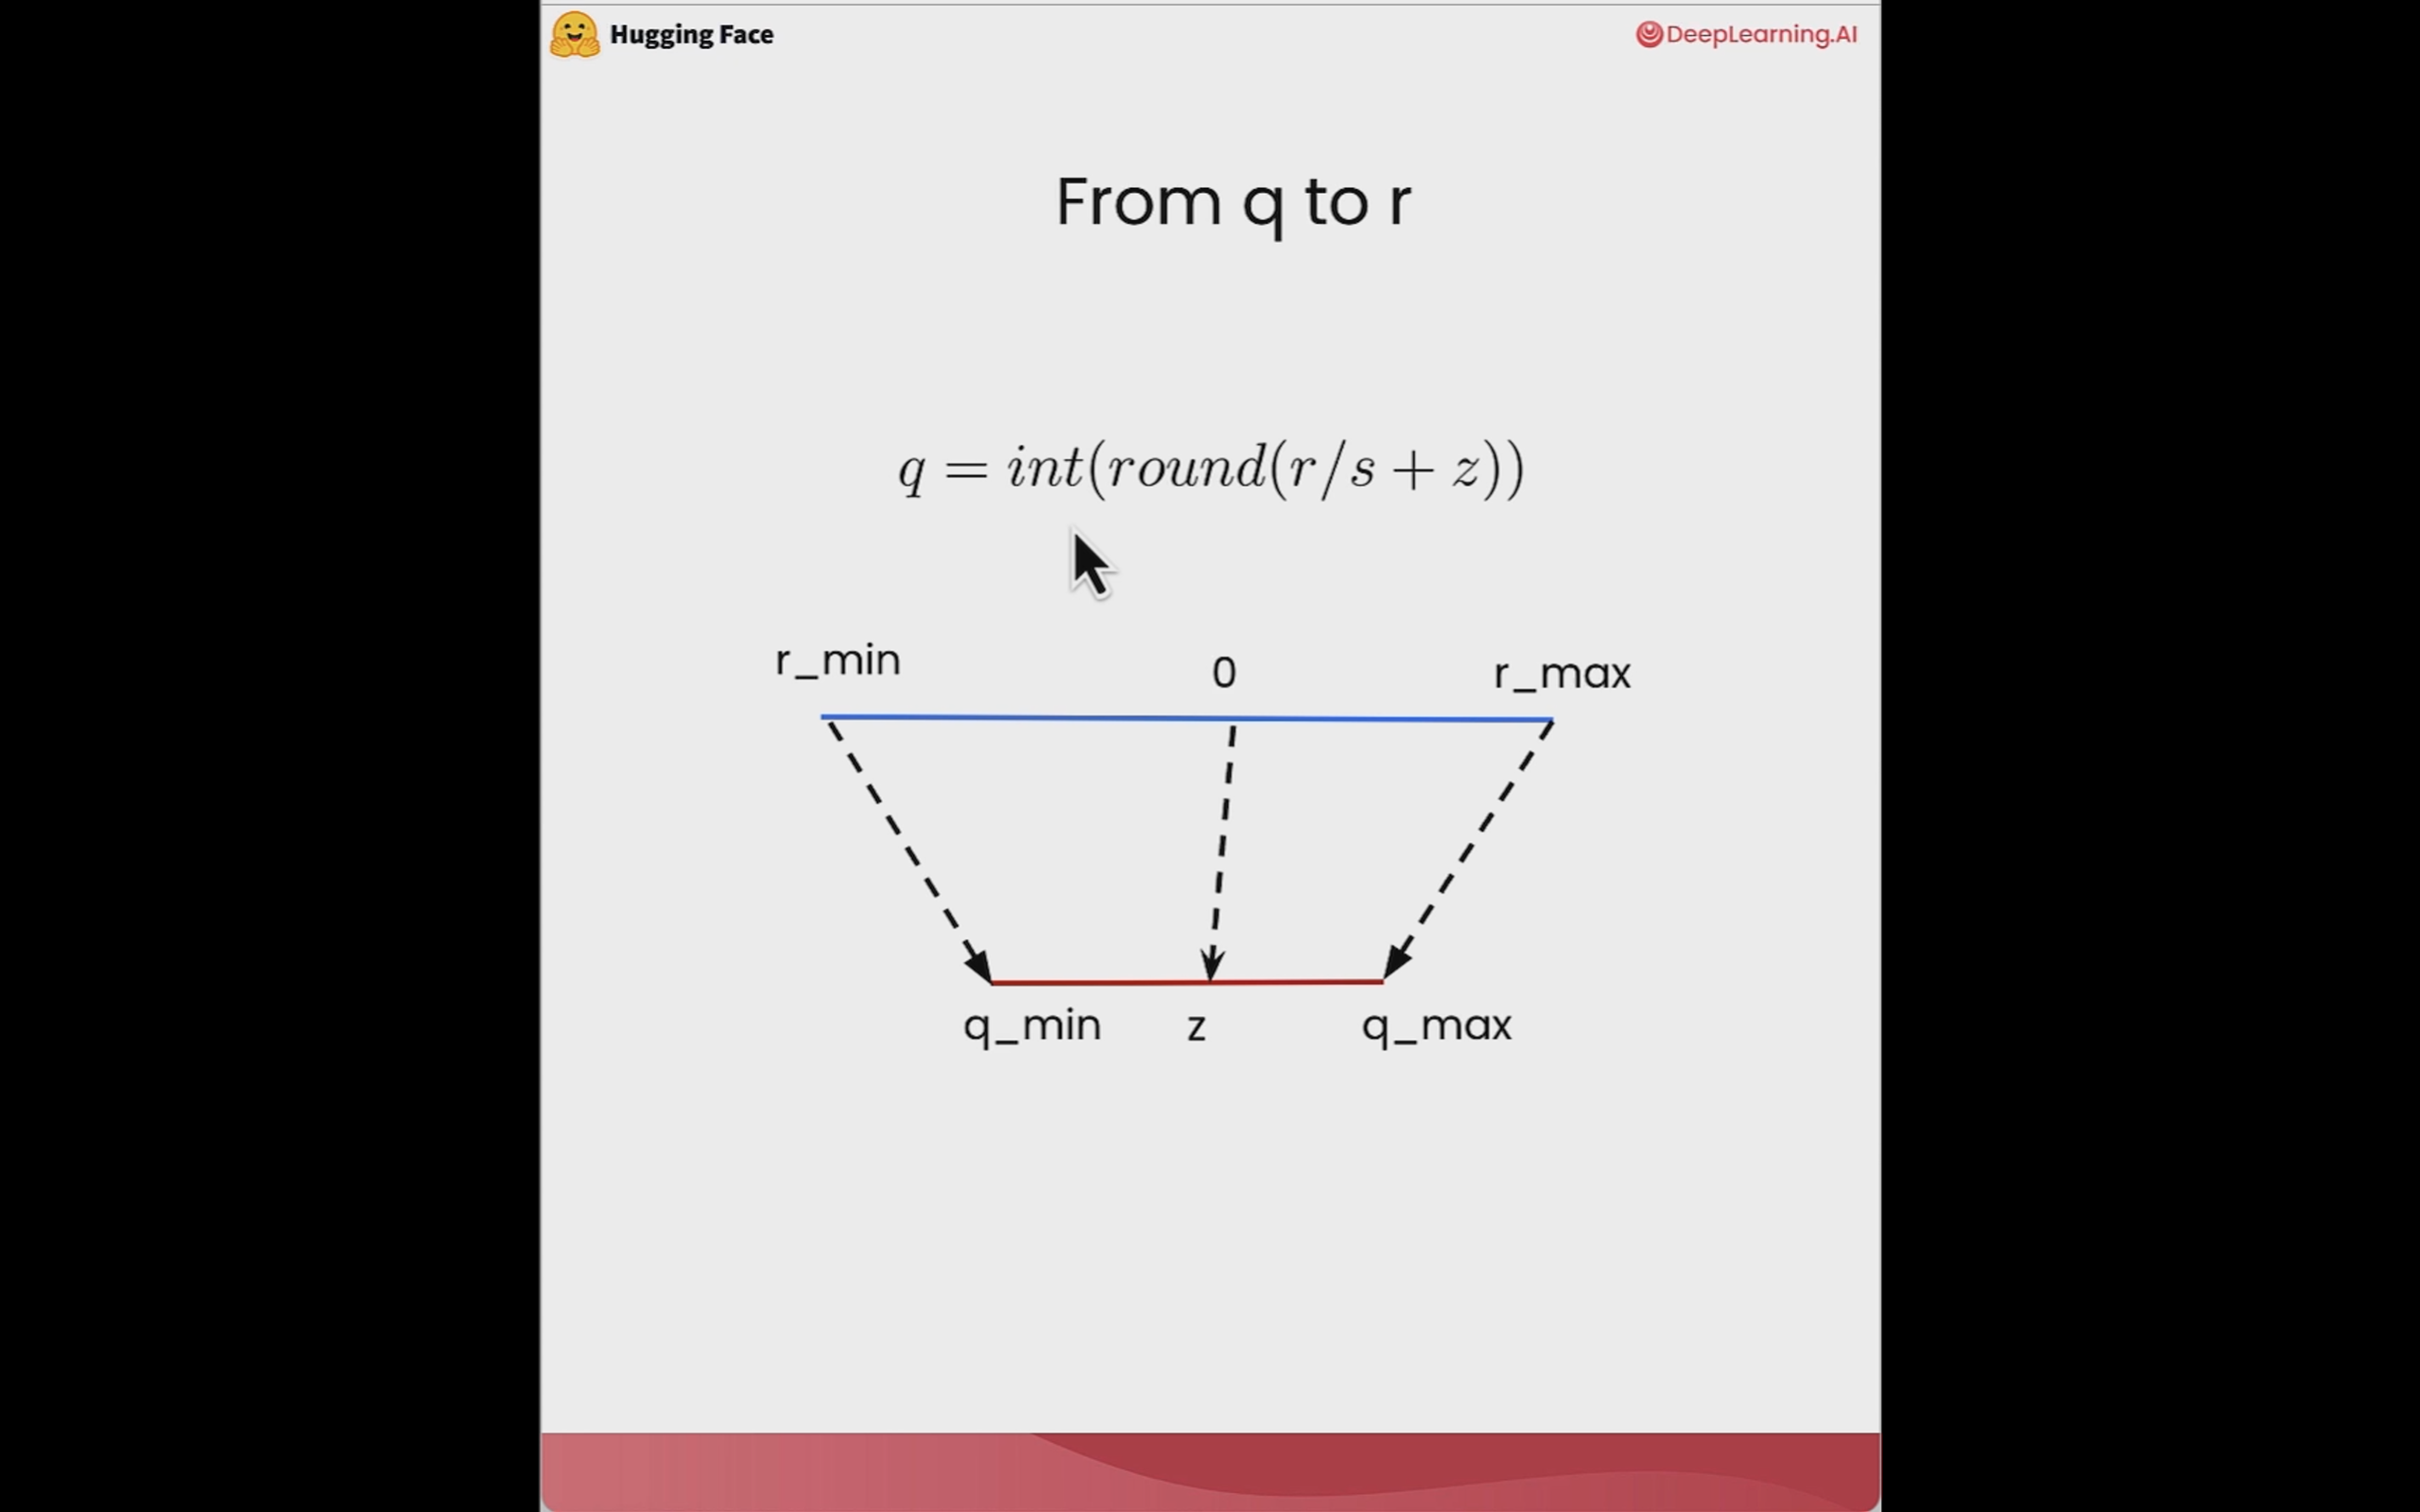 Hugging Face
DeepLearning.AI
From q to r
q = int(round(r/s + z))
r_min 0 r_max
q_min z q_max